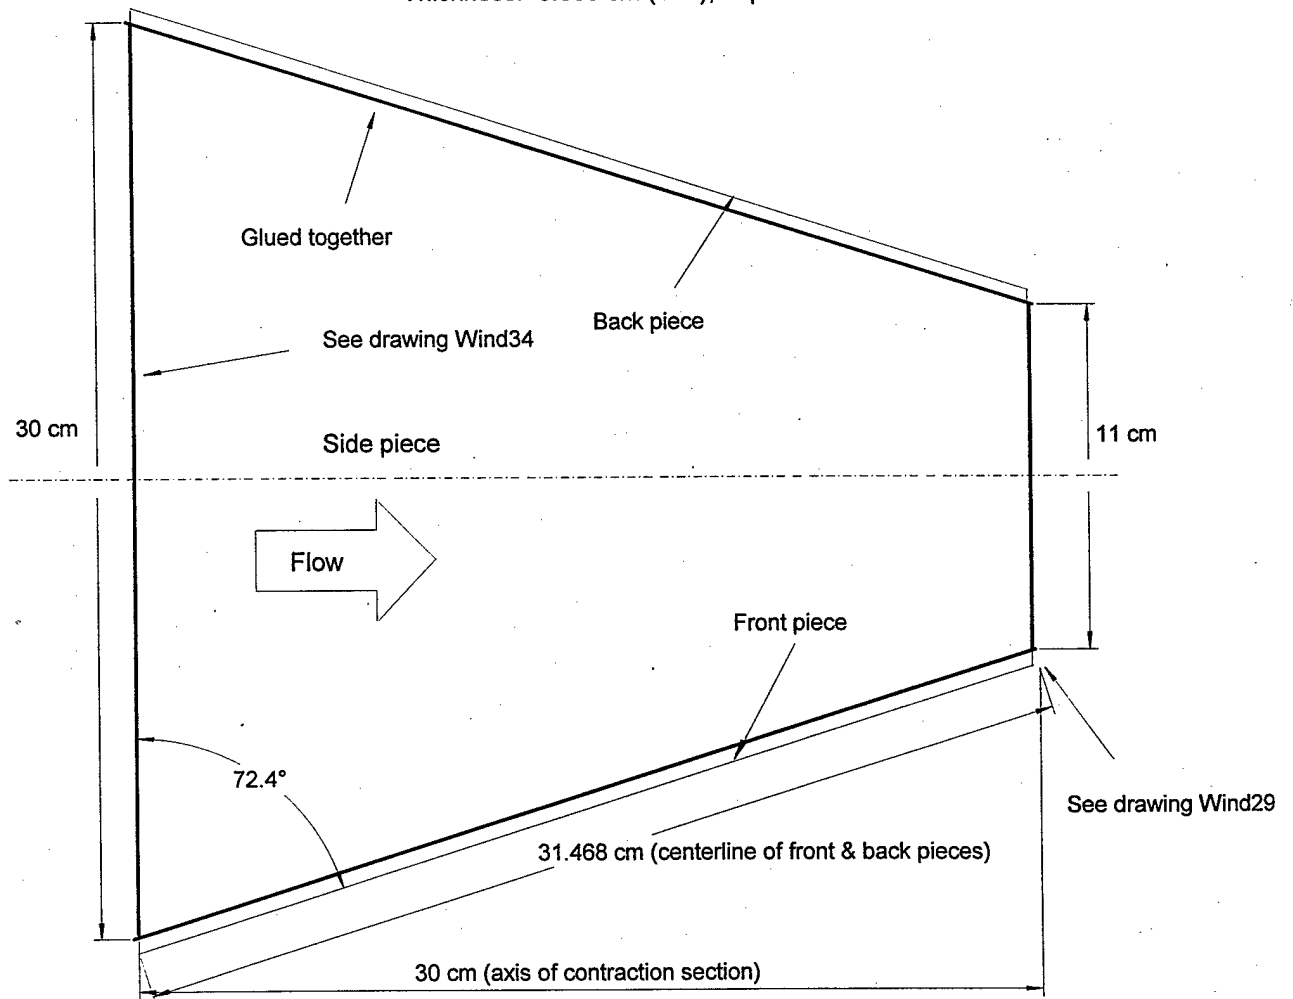 Glued together
Back piece
See drawing Wind34
30 cm
11 cm
Side piece
Flow
Front piece
72.4°
See drawing Wind29
31.468 cm (centerline of front & back pieces)
30 cm (axis of contraction section)